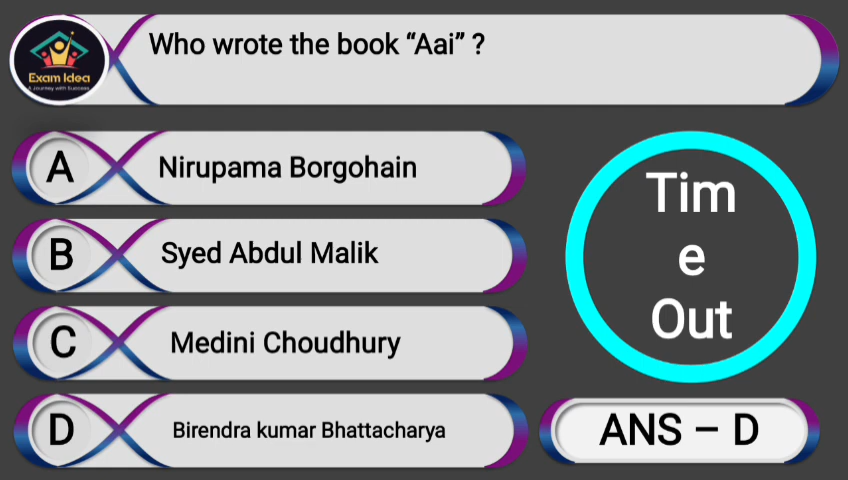 Who wrote the book “Aai” ?
Exam Idea
A Journey with Success
A
Nirupama Borgohain
B
Syed Abdul Malik
C
Medini Choudhury
D
Birendra kumar Bhattacharya
Tim
e
Out
ANS – D